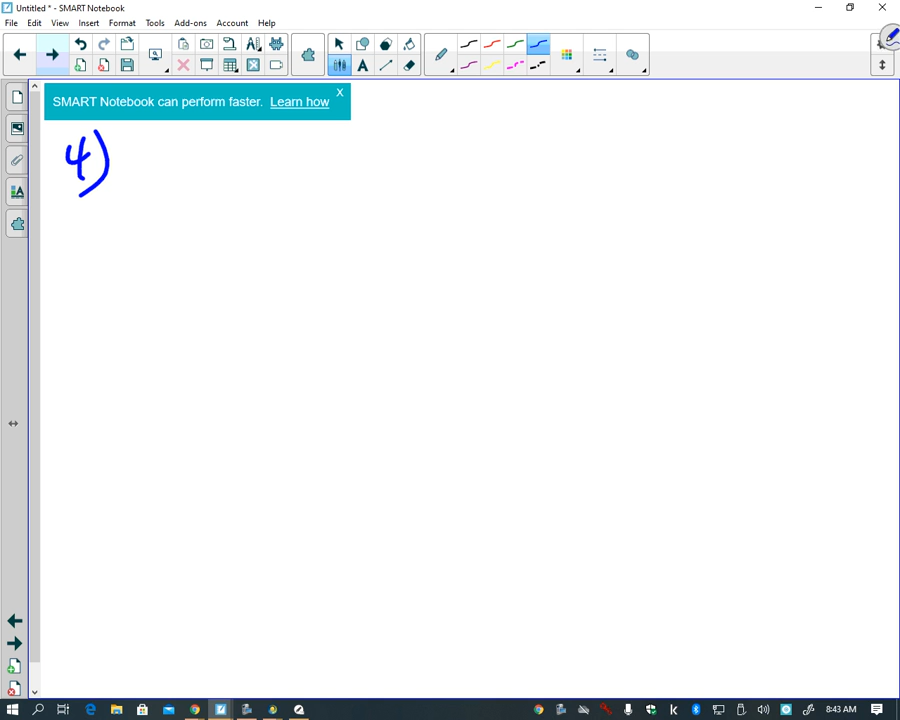 Untitled * - SMART Notebook
File Edit View Insert Format Tools Add-ons Account Help
SMART Notebook can perform faster. Learn how X
4)
8:43 AM